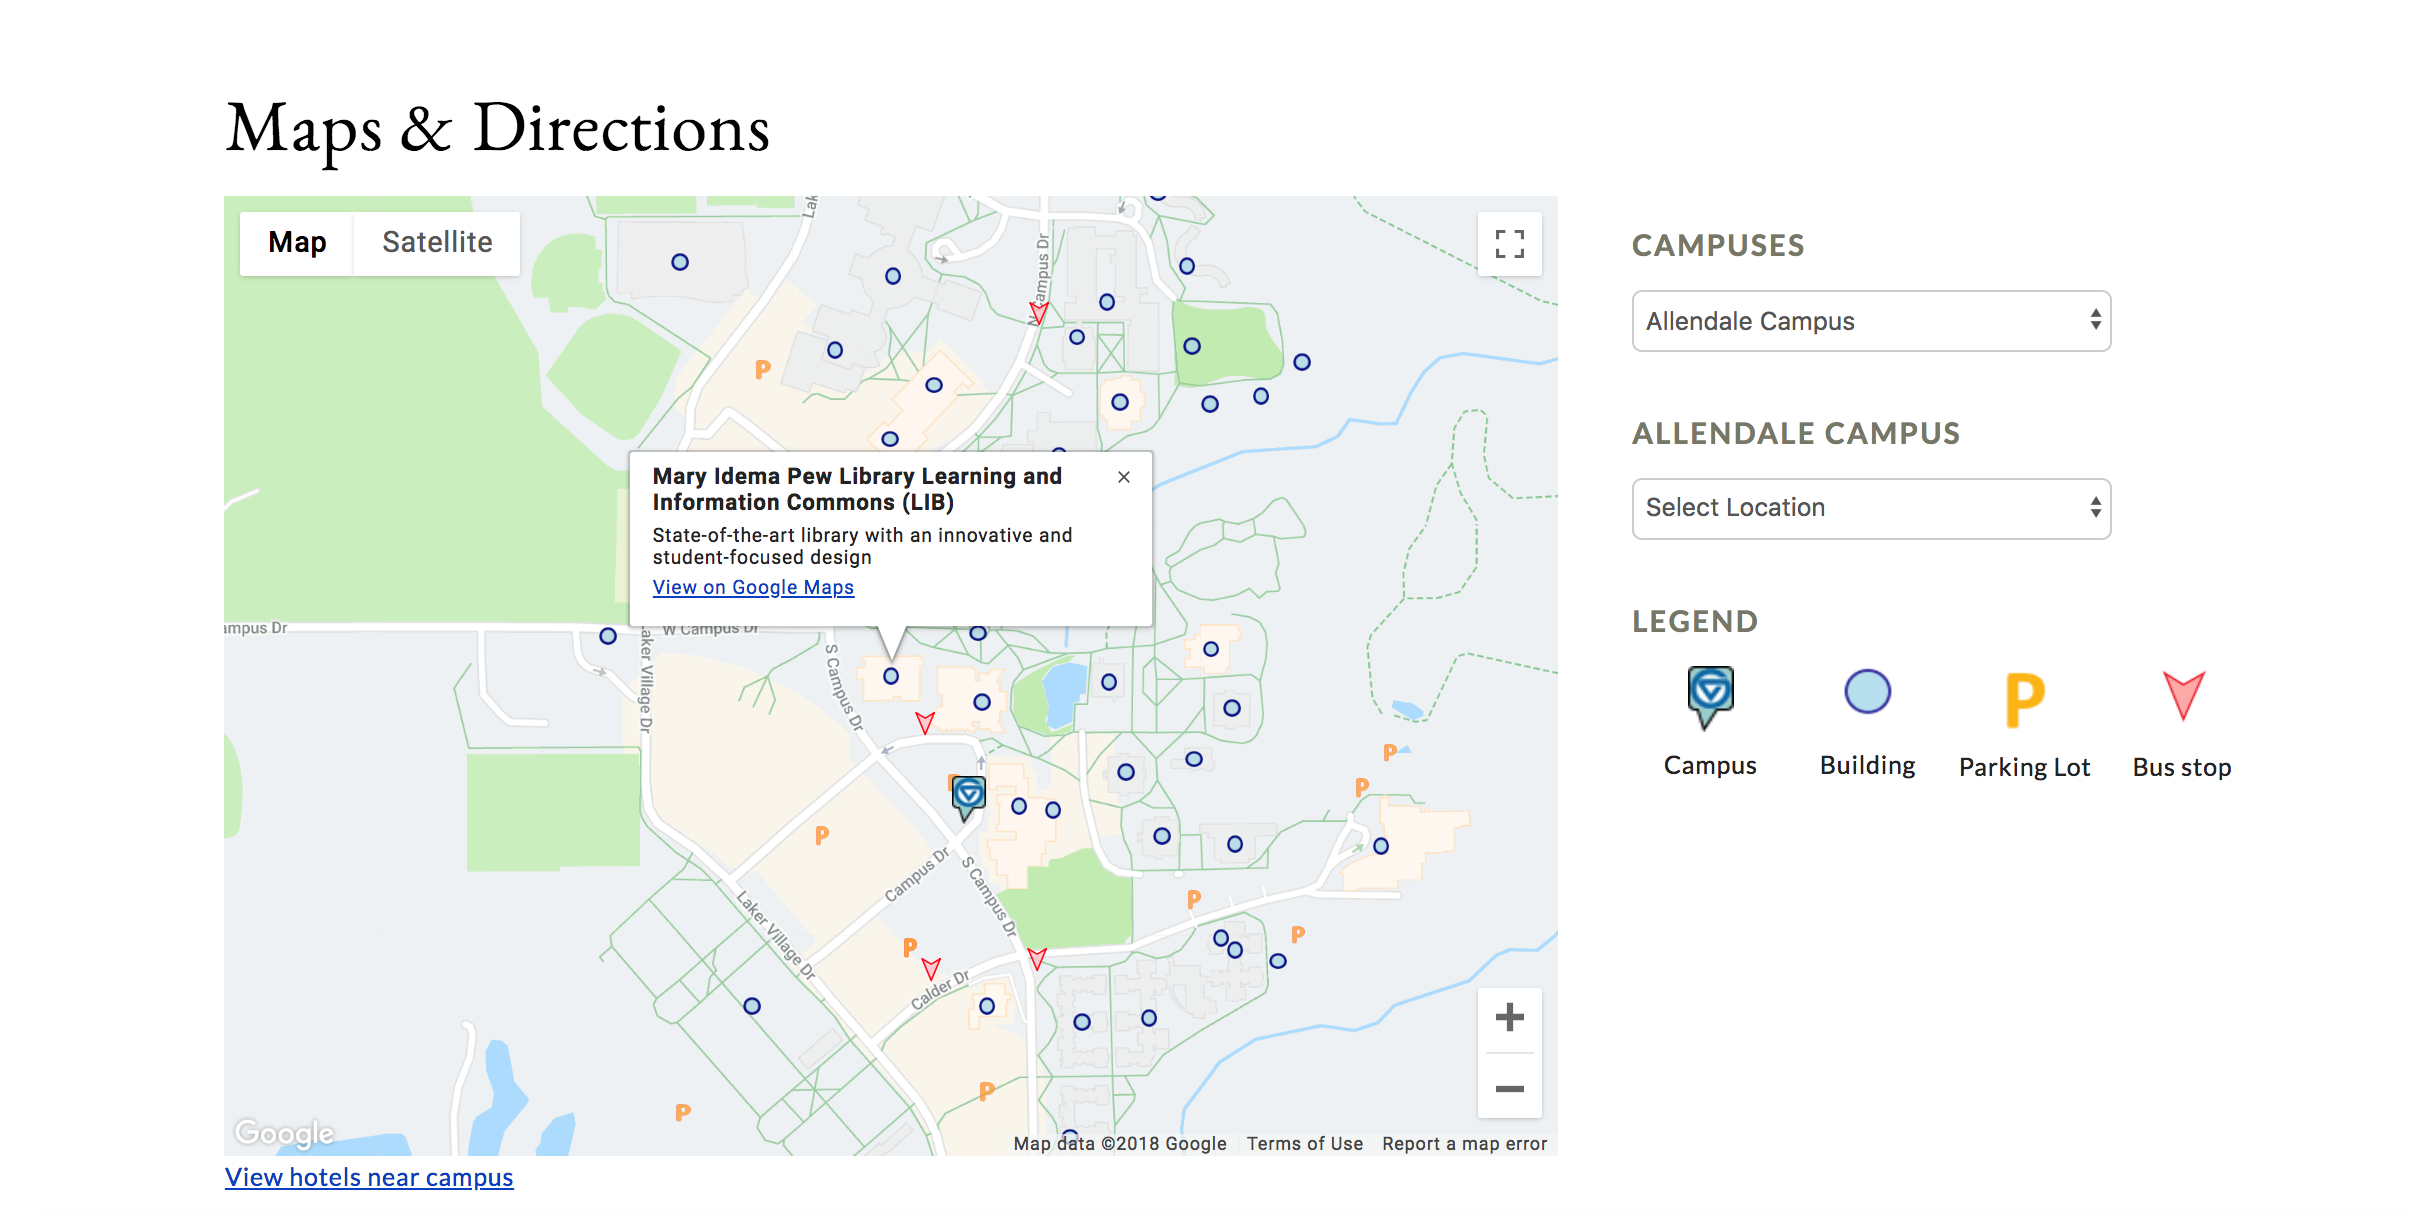 Maps & Directions
Map
Satellite
CAMPUSES
Allendale Campus
ALLENDALE CAMPUS
Select Location
LEGEND
Campus
Building
Parking Lot
Bus stop
Lak
N Campus Dr
P
Mary Idema Pew Library Learning and
Information Commons (LIB)
State-of-the-art library with an innovative and
student-focused design
View on Google Maps
ampus Dr
W Campus Dr
aker Village Dr
S Campus Dr
P
P
P
P
P
Campus Dr
S Campus Dr
P
P
Laker Village Dr
P
Calder Dr
P
P
Google
Map data ©2018 Google
Terms of Use
Report a map error
View hotels near campus